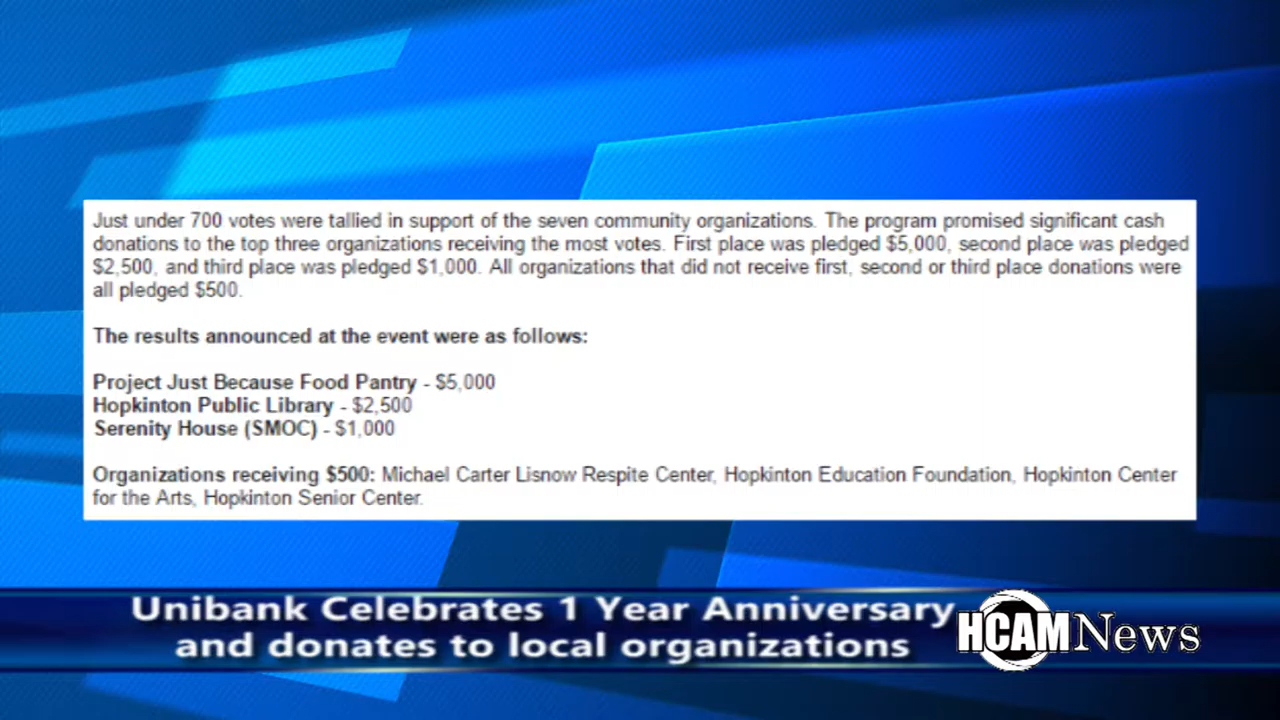 Just under 700 votes were tallied in support of the seven community organizations. The program promised significant cash
donations to the top three organizations receiving the most votes. First place was pledged $5,000, second place was pledged
$2,500, and third place was pledged $1,000. All organizations that did not receive first, second or third place donations were
all pledged $500.
The results announced at the event were as follows:
Project Just Because Food Pantry - $5,000
Hopkinton Public Library - $2,500
Serenity House (SMOC) - $1,000
Organizations receiving $500: Michael Carter Lisnow Respite Center, Hopkinton Education Foundation, Hopkinton Center
for the Arts, Hopkinton Senior Center.
Unibank Celebrates 1 Year Anniversary
and donates to local organizations
HCAM News